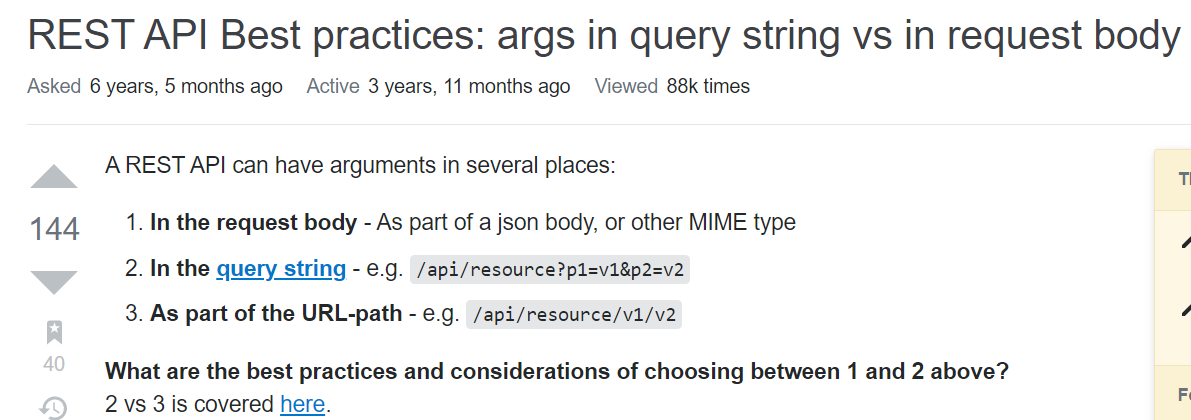 REST API Best practices: args in query string vs in request body
Asked 6 years, 5 months ago Active 3 years, 11 months ago Viewed 88k times
A REST API can have arguments in several places:
144
1. In the request body - As part of a json body, or other MIME type
2. In the query string - e.g. /api/resource?p1=v1&p2=v2
3. As part of the URL-path - e.g. /api/resource/v1/v2
40
What are the best practices and considerations of choosing between 1 and 2 above?
2 vs 3 is covered here.